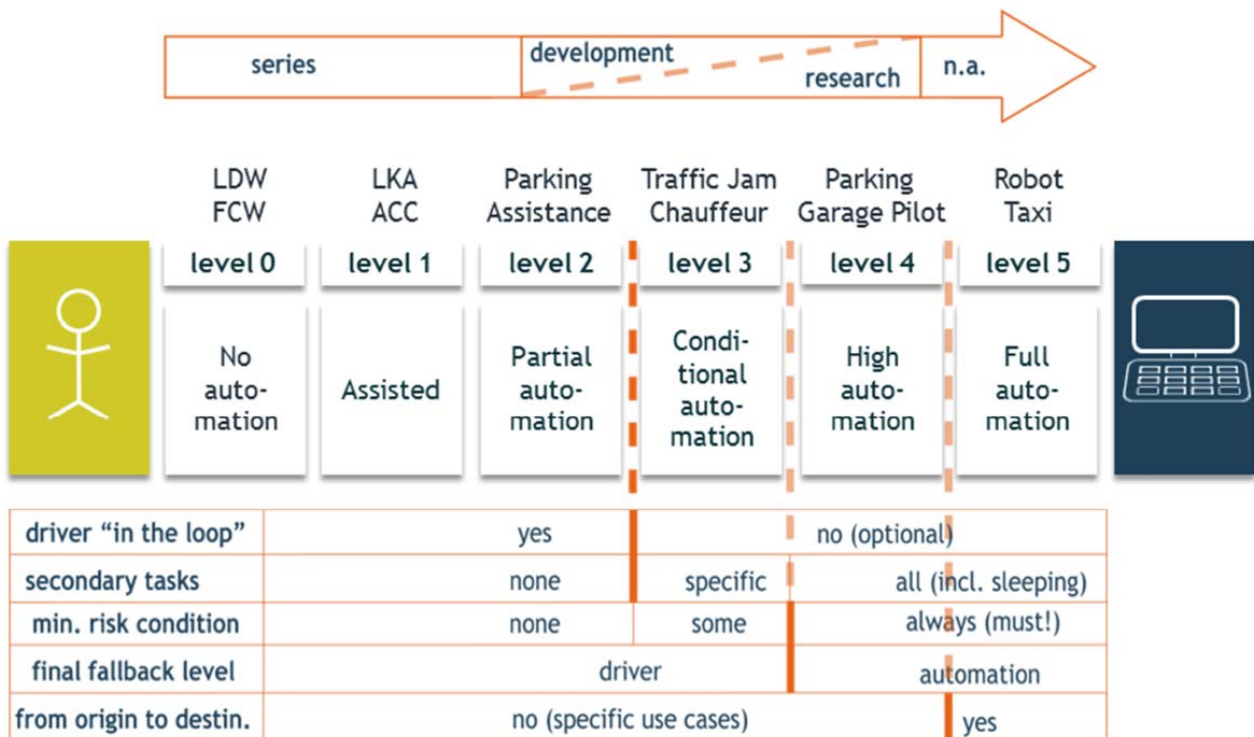 series
development
research
n.a.
LDW
FCW
LKA
ACC
Parking
Assistance
Traffic Jam
Chauffeur
Parking
Garage Pilot
Robot
Taxi
level 0
level 1
level 2
level 3
level 4
level 5
No
auto-
mation
Assisted
Partial
auto-
mation
Condi-
tional
auto-
mation
High
auto-
mation
Full
auto-
mation
driver “in the loop” yes no (optional)
secondary tasks none specific all (incl. sleeping)
min. risk condition none some always (must!)
final fallback level driver automation
from origin to destin. no (specific use cases) yes